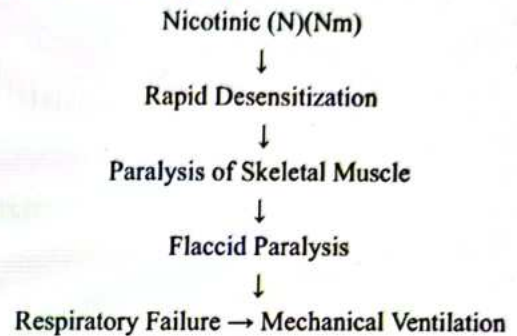 Nicotinic (N)(Nm)
↓
Rapid Desensitization
↓
Paralysis of Skeletal Muscle
↓
Flaccid Paralysis
↓
Respiratory Failure → Mechanical Ventilation